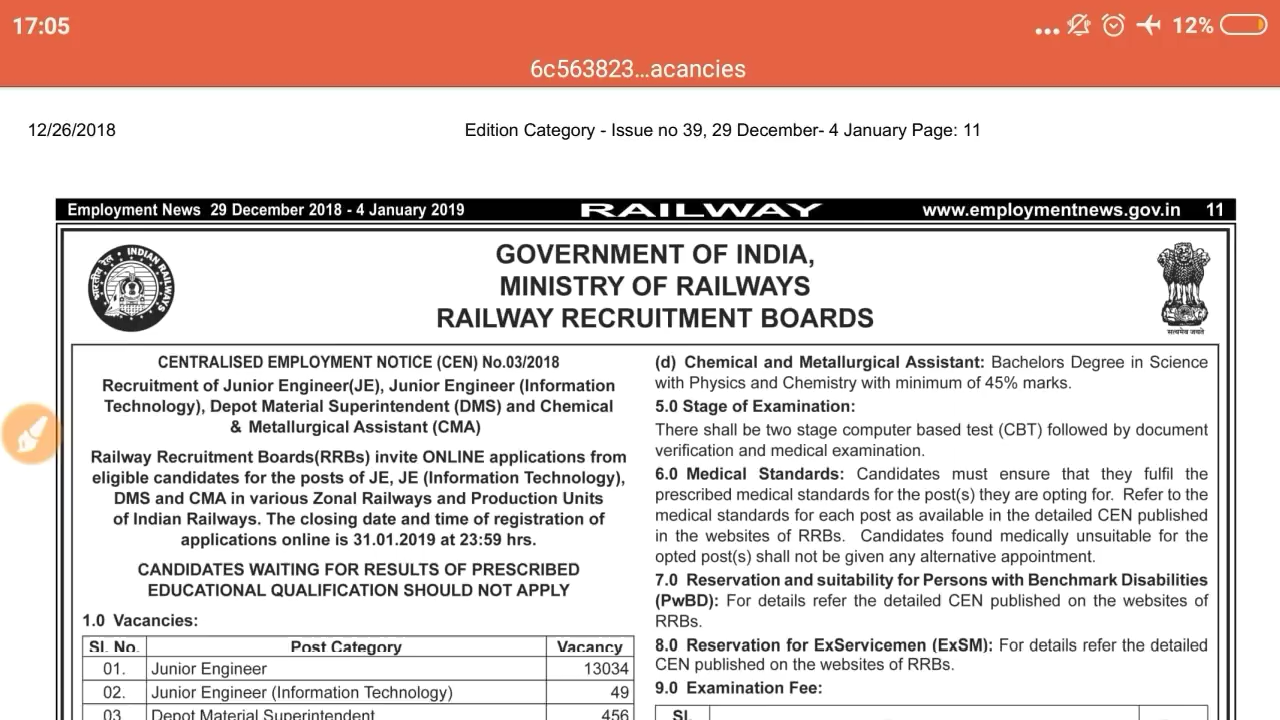 17:05
12%
6c563823...acancies
12/26/2018
Edition Category - Issue no 39, 29 December- 4 January Page: 11
Employment News 29 December 2018 - 4 January 2019
RAILWAY
www.employmentnews.gov.in 11
INDIAN RAILWAYS
भारतीय रेल
GOVERNMENT OF INDIA,
MINISTRY OF RAILWAYS
RAILWAY RECRUITMENT BOARDS
सत्यमेव जयते
CENTRALISED EMPLOYMENT NOTICE (CEN) No.03/2018
Recruitment of Junior Engineer(JE), Junior Engineer (Information
Technology), Depot Material Superintendent (DMS) and Chemical
& Metallurgical Assistant (CMA)
Railway Recruitment Boards(RRBs) invite ONLINE applications from
eligible candidates for the posts of JE, JE (Information Technology),
DMS and CMA in various Zonal Railways and Production Units
of Indian Railways. The closing date and time of registration of
applications online is 31.01.2019 at 23:59 hrs.
CANDIDATES WAITING FOR RESULTS OF PRESCRIBED
EDUCATIONAL QUALIFICATION SHOULD NOT APPLY
1.0 Vacancies:
Sl. No. Post Category Vacancy
01. Junior Engineer 13034
02. Junior Engineer (Information Technology) 49
03. Depot Material Superintendent 456
(d) Chemical and Metallurgical Assistant: Bachelors Degree in Science
with Physics and Chemistry with minimum of 45% marks.
5.0 Stage of Examination:
There shall be two stage computer based test (CBT) followed by document
verification and medical examination.
6.0 Medical Standards: Candidates must ensure that they fulfil the
prescribed medical standards for the post(s) they are opting for. Refer to the
medical standards for each post as available in the detailed CEN published
in the websites of RRBs. Candidates found medically unsuitable for the
opted post(s) shall not be given any alternative appointment.
7.0 Reservation and suitability for Persons with Benchmark Disabilities
(PwBD): For details refer the detailed CEN published on the websites of
RRBs.
8.0 Reservation for ExServicemen (ExSM): For details refer the detailed
CEN published on the websites of RRBs.
9.0 Examination Fee:
Sl.